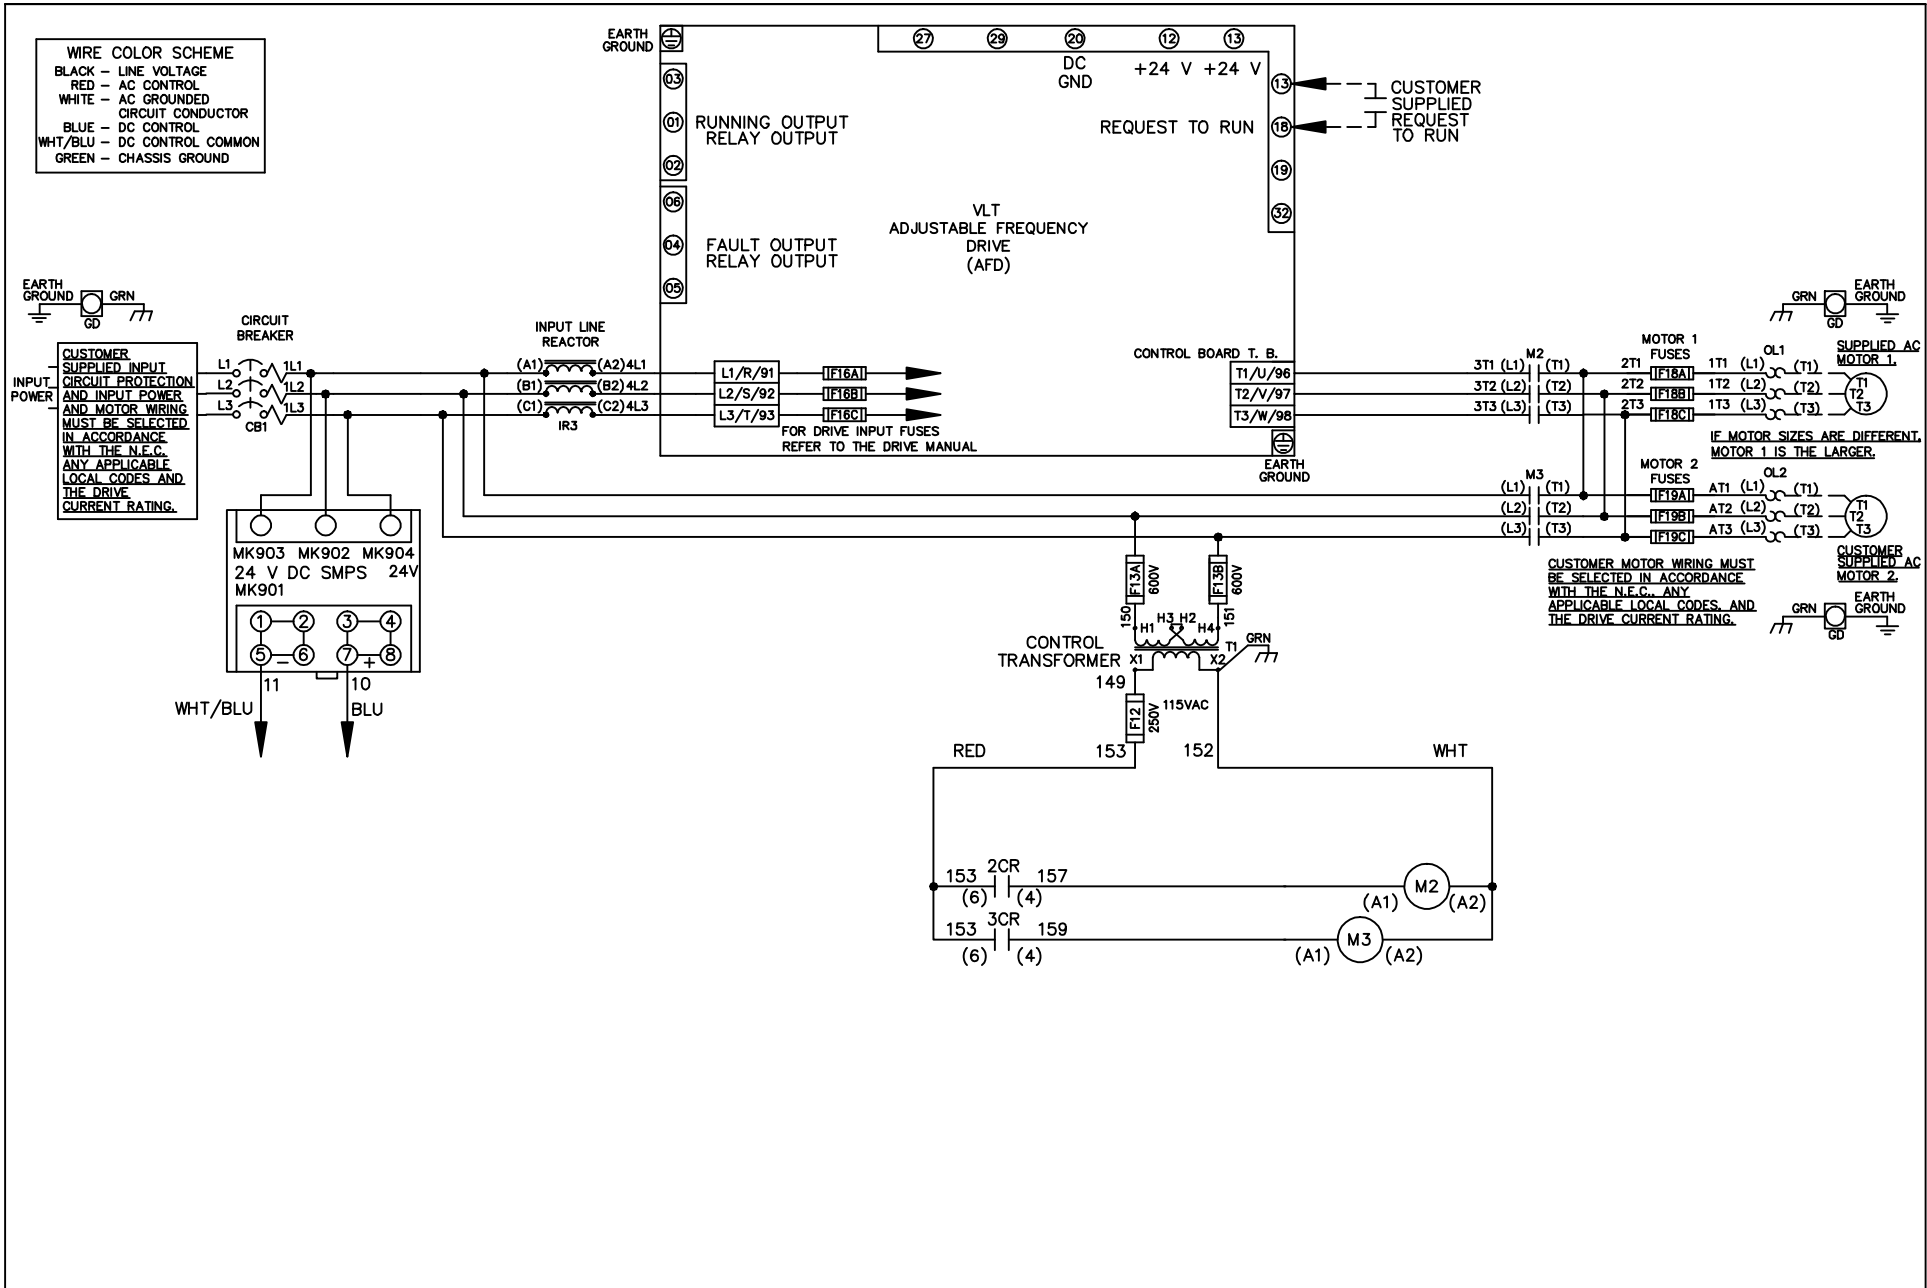 WIRE COLOR SCHEME
BLACK – LINE VOLTAGE
RED – AC CONTROL
WHITE – AC GROUNDED
CIRCUIT CONDUCTOR
BLUE – DC CONTROL
WHT/BLU – DC CONTROL COMMON
GREEN – CHASSIS GROUND
EARTH
GROUND
03
01
02
RUNNING OUTPUT
RELAY OUTPUT
06
04
05
FAULT OUTPUT
RELAY OUTPUT
27
29
20
12
13
DC
GND
+24 V +24 V
13
18
19
32
REQUEST TO RUN
CUSTOMER
SUPPLIED
REQUEST
TO RUN
VLT
ADJUSTABLE FREQUENCY
DRIVE
(AFD)
EARTH
GROUND
GRN
GD
INPUT
POWER
CUSTOMER
SUPPLIED INPUT
CIRCUIT PROTECTION
AND INPUT POWER
AND MOTOR WIRING
MUST BE SELECTED
IN ACCORDANCE
WITH THE N.E.C.
ANY APPLICABLE
LOCAL CODES AND
THE DRIVE
CURRENT RATING.
CIRCUIT
BREAKER
L1
1L1
L2
1L2
L3
1L3
CB1
INPUT LINE
REACTOR
(A1)
(A2)4L1
(B1)
(B2)4L2
(C1)
(C2)4L3
IR3
L1/R/91
F16A
L2/S/92
F16B
L3/T/93
F16C
FOR DRIVE INPUT FUSES
REFER TO THE DRIVE MANUAL
CONTROL BOARD T. B.
T1/U/96
T2/V/97
T3/W/98
EARTH
GROUND
M2
3T1 (L1)
(T1)
3T2 (L2)
(T2)
3T3 (L3)
(T3)
MOTOR 1
FUSES
2T1
F18A
1T1 (L1)
2T2
F18B
1T2 (L2)
2T3
F18C
1T3 (L3)
OL1
(T1)
(T2)
(T3)
T1
T2
T3
GRN
GD
EARTH
GROUND
SUPPLIED AC
MOTOR 1.
IF MOTOR SIZES ARE DIFFERENT,
MOTOR 1 IS THE LARGER.
M3
(L1)
(T1)
(L2)
(T2)
(L3)
(T3)
MOTOR 2
FUSES
F19A
AT1 (L1)
F19B
AT2 (L2)
F19C
AT3 (L3)
OL2
(T1)
(T2)
(T3)
T1
T2
T3
CUSTOMER
SUPPLIED AC
MOTOR 2.
CUSTOMER MOTOR WIRING MUST
BE SELECTED IN ACCORDANCE
WITH THE N.E.C., ANY
APPLICABLE LOCAL CODES, AND
THE DRIVE CURRENT RATING.
GRN
GD
EARTH
GROUND
MK903 MK902 MK904
24 V DC SMPS 24V
MK901
1
2
3
4
5
–
6
7
+
8
11
10
WHT/BLU
BLU
F13A
600V
F13B
600V
150
151
H1
H3 H2
H4
CONTROL
TRANSFORMER
X1
X2
T1
GRN
149
F12
250V
115VAC
RED
153
152
WHT
153
2CR
157
(6)
(4)
M2
(A1)
(A2)
153
3CR
159
(6)
(4)
M3
(A1)
(A2)